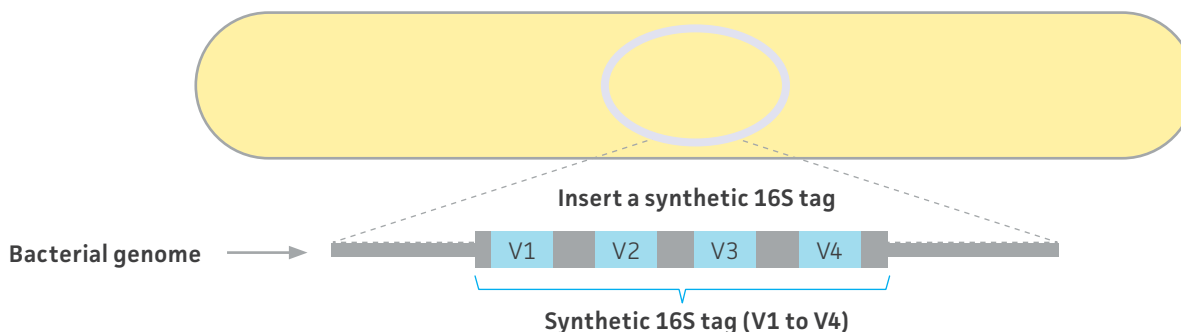 Insert a synthetic 16S tag
Bacterial genome
V1 V2 V3 V4
Synthetic 16S tag (V1 to V4)